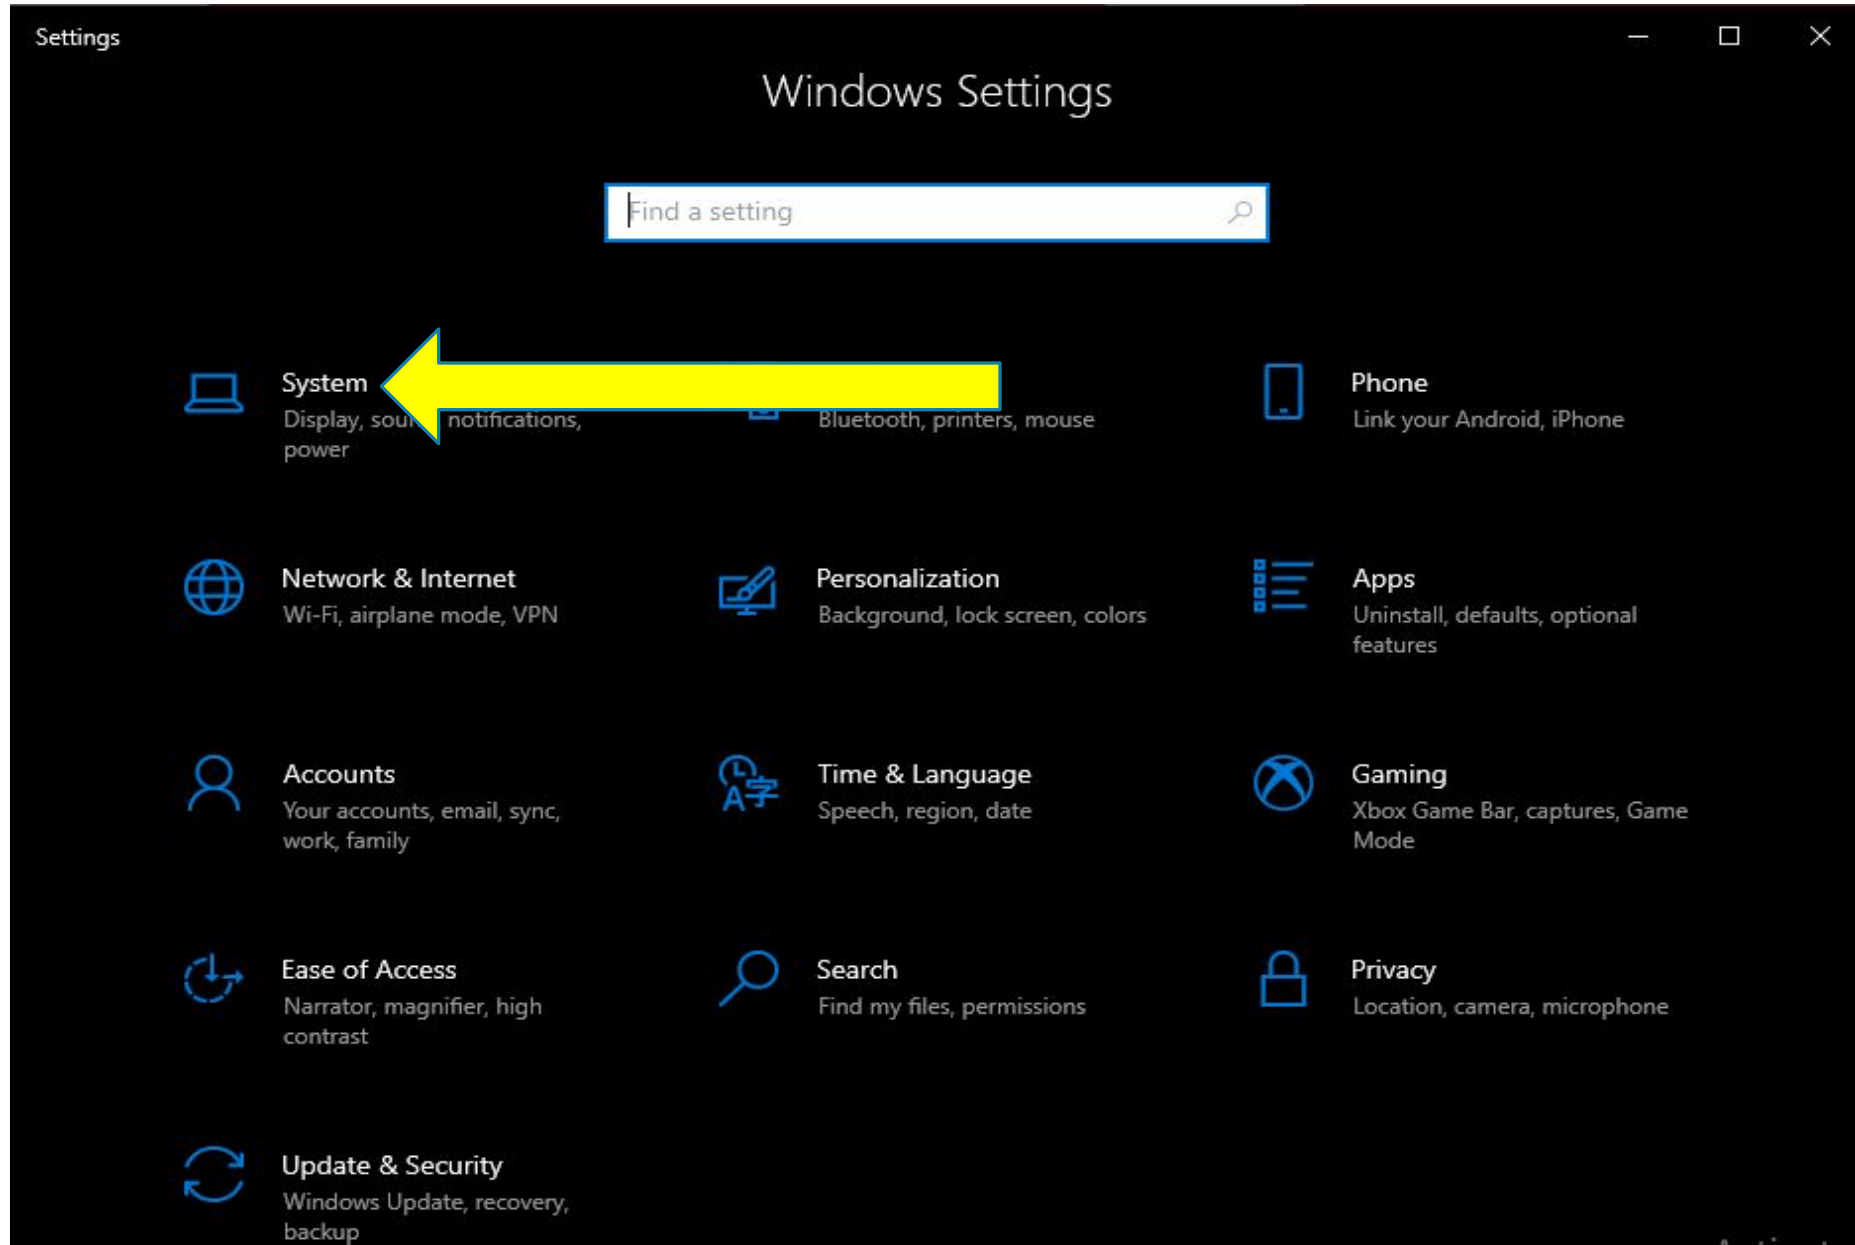 Settings
Windows Settings
Find a setting
System
Display, notifications,
power
Bluetooth, printers, mouse
Phone
Link your Android, iPhone
Network & Internet
Wi-Fi, airplane mode, VPN
Personalization
Background, lock screen, colors
Apps
Uninstall, defaults, optional
features
Accounts
Your accounts, email, sync,
work, family
Time & Language
Speech, region, date
Gaming
Xbox Game Bar, captures, Game
Mode
Ease of Access
Narrator, magnifier, high
contrast
Search
Find my files, permissions
Privacy
Location, camera, microphone
Update & Security
Windows Update, recovery,
backup